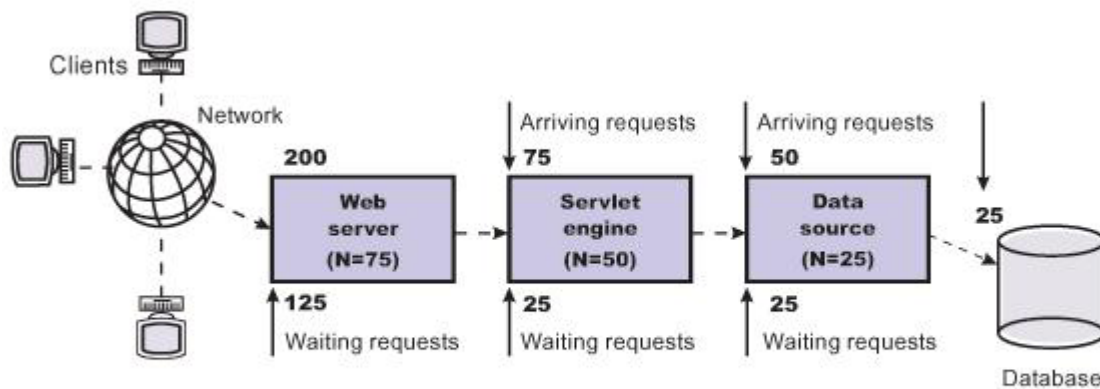 Clients
Network
Arriving requests
Arriving requests
200
75
50
25
Web
server
(N=75)
Servlet
engine
(N=50)
Data
source
(N=25)
125
25
25
Waiting requests
Waiting requests
Waiting requests
Database